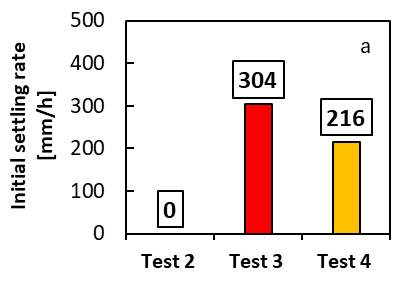 Initial settling rate
[mm/h]
500
400
300
200
100
0
a
0
304
216
Test 2
Test 3
Test 4